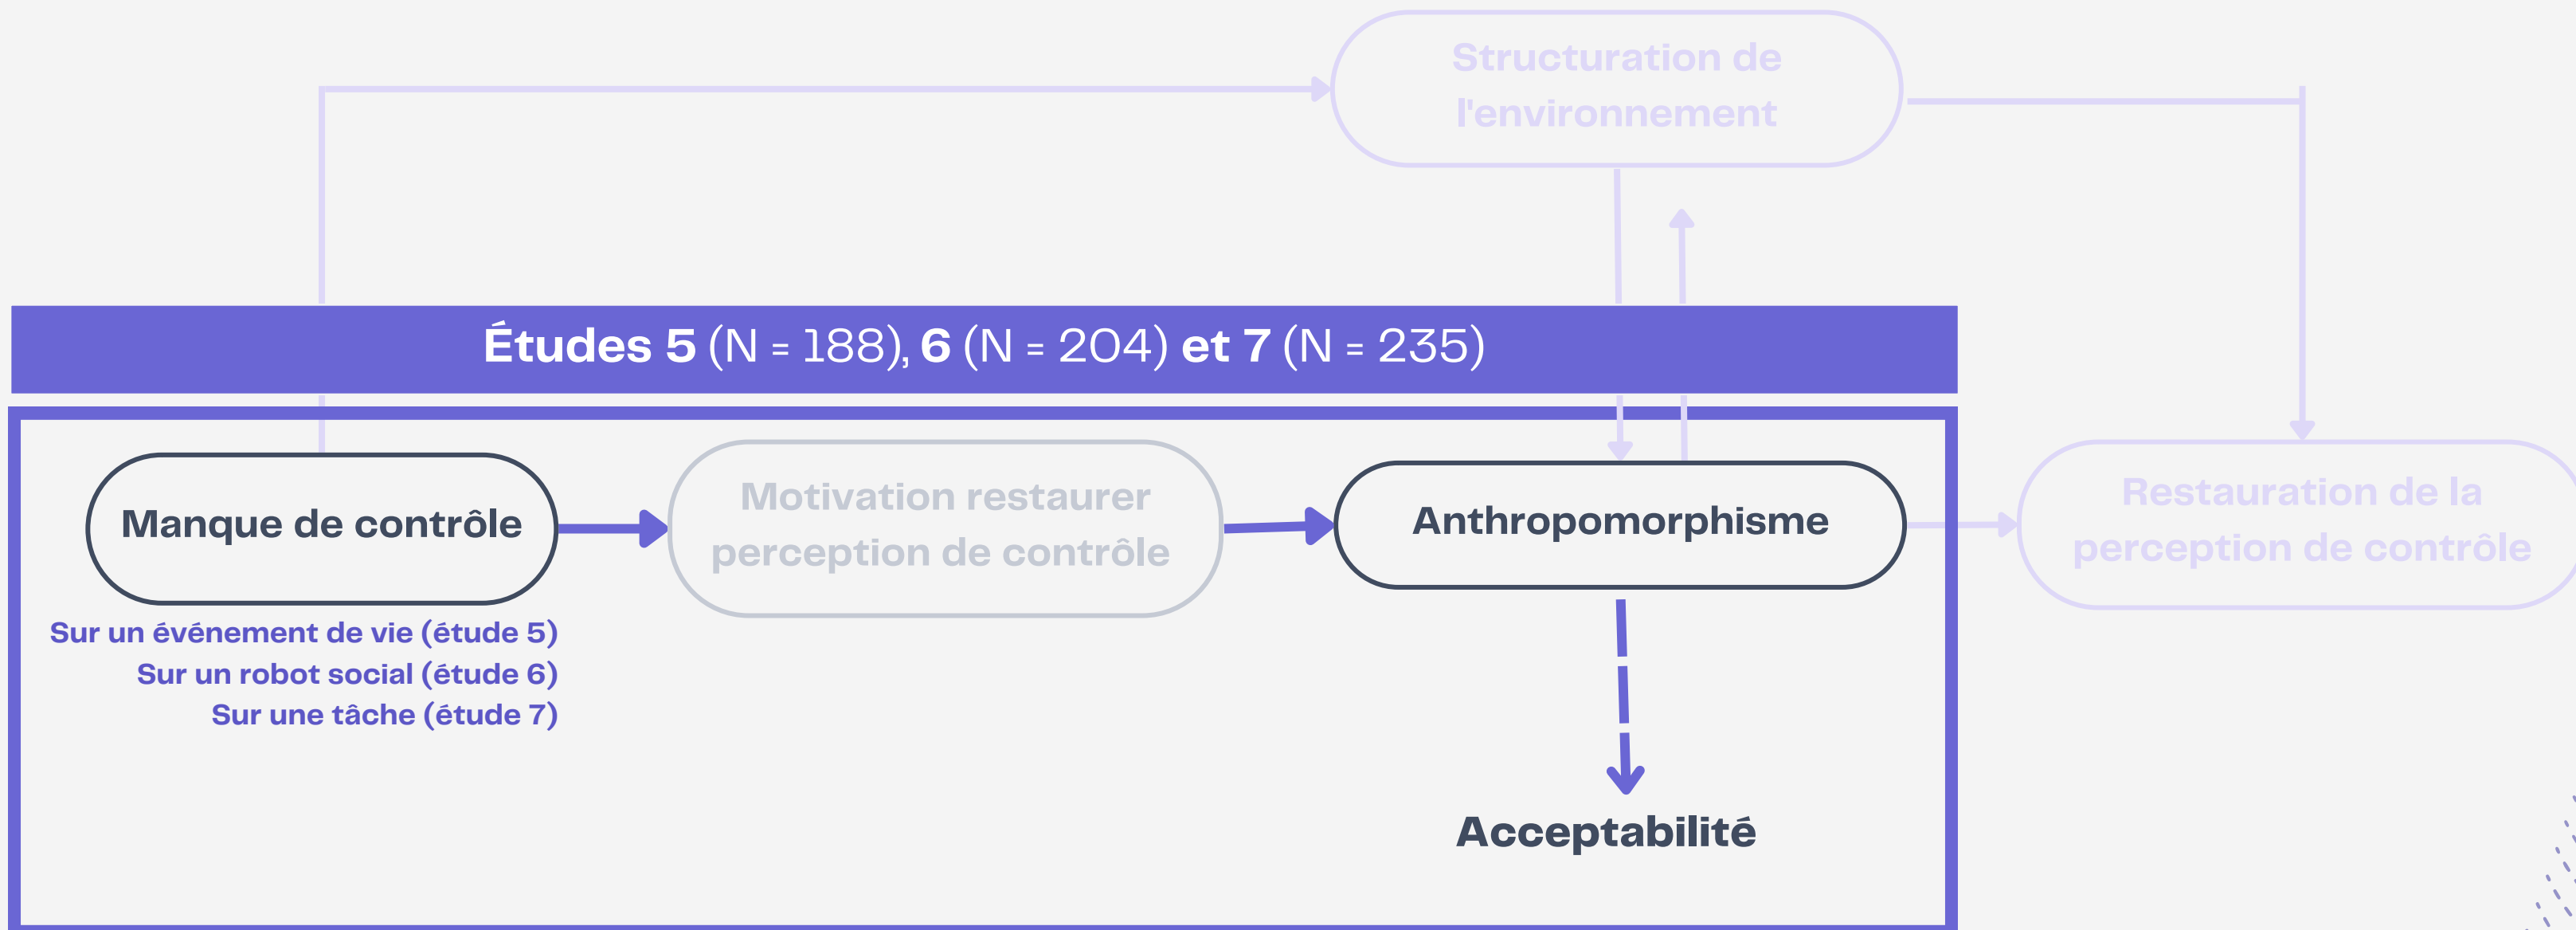 Structuration de
l'environnement
Études 5 (N = 188), 6 (N = 204) et 7 (N = 235)
Manque de contrôle
Motivation restaurer
perception de contrôle
Anthropomorphisme
Restauration de la
perception de contrôle
Sur un événement de vie (étude 5)
Sur un robot social (étude 6)
Sur une tâche (étude 7)
Acceptabilité